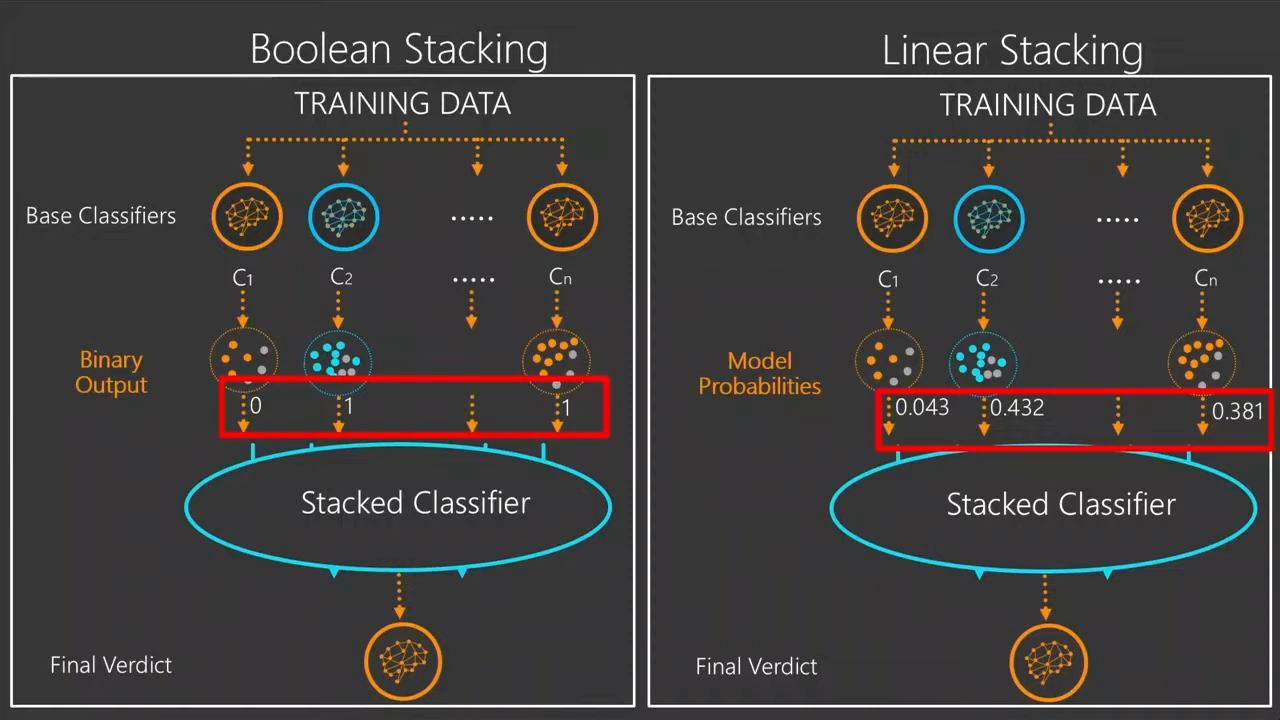 Boolean Stacking
TRAINING DATA
Base Classifiers
.....
C1 C2 ..... Cn
Binary
Output
0 1 1
Stacked Classifier
Final Verdict
Linear Stacking
TRAINING DATA
Base Classifiers
.....
C1 C2 ..... Cn
Model
Probabilities
0.043 0.432 0.381
Stacked Classifier
Final Verdict